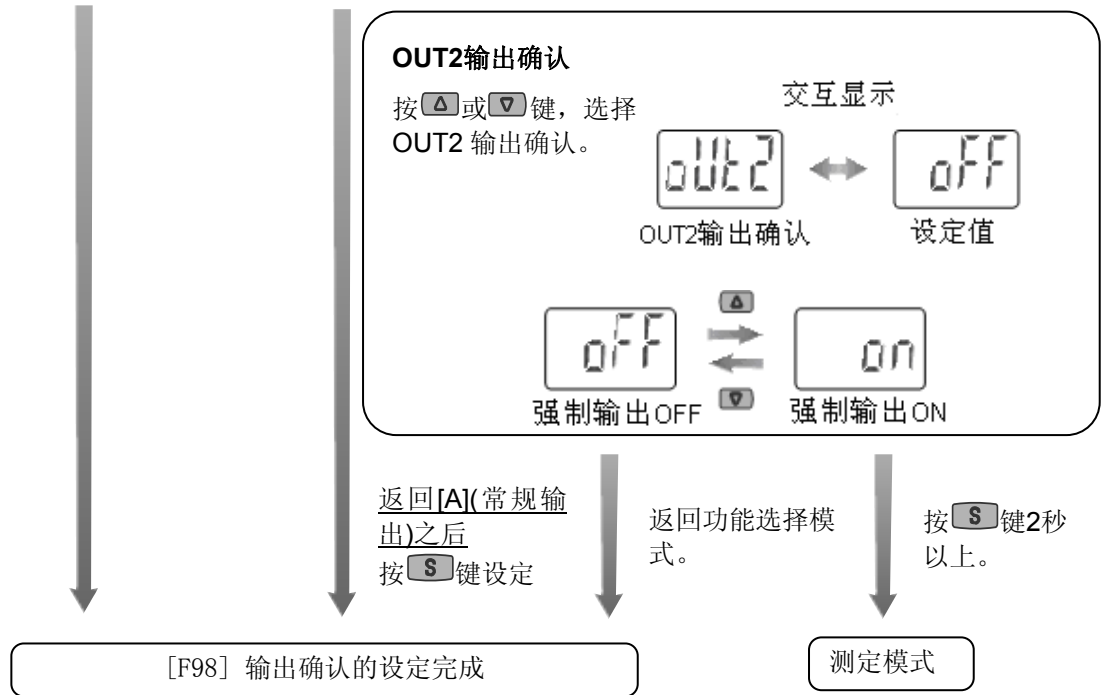 OUT2输出确认
按△或▽键，选择
OUT2 输出确认。
交互显示
oUt2
oFF
OUT2输出确认
设定值
oFF
△
on
▽
强制输出OFF
强制输出ON
返回[A](常规输
出)之后
按S键设定
返回功能选择模
式。
按S键2秒
以上。
[F98] 输出确认的设定完成
测定模式